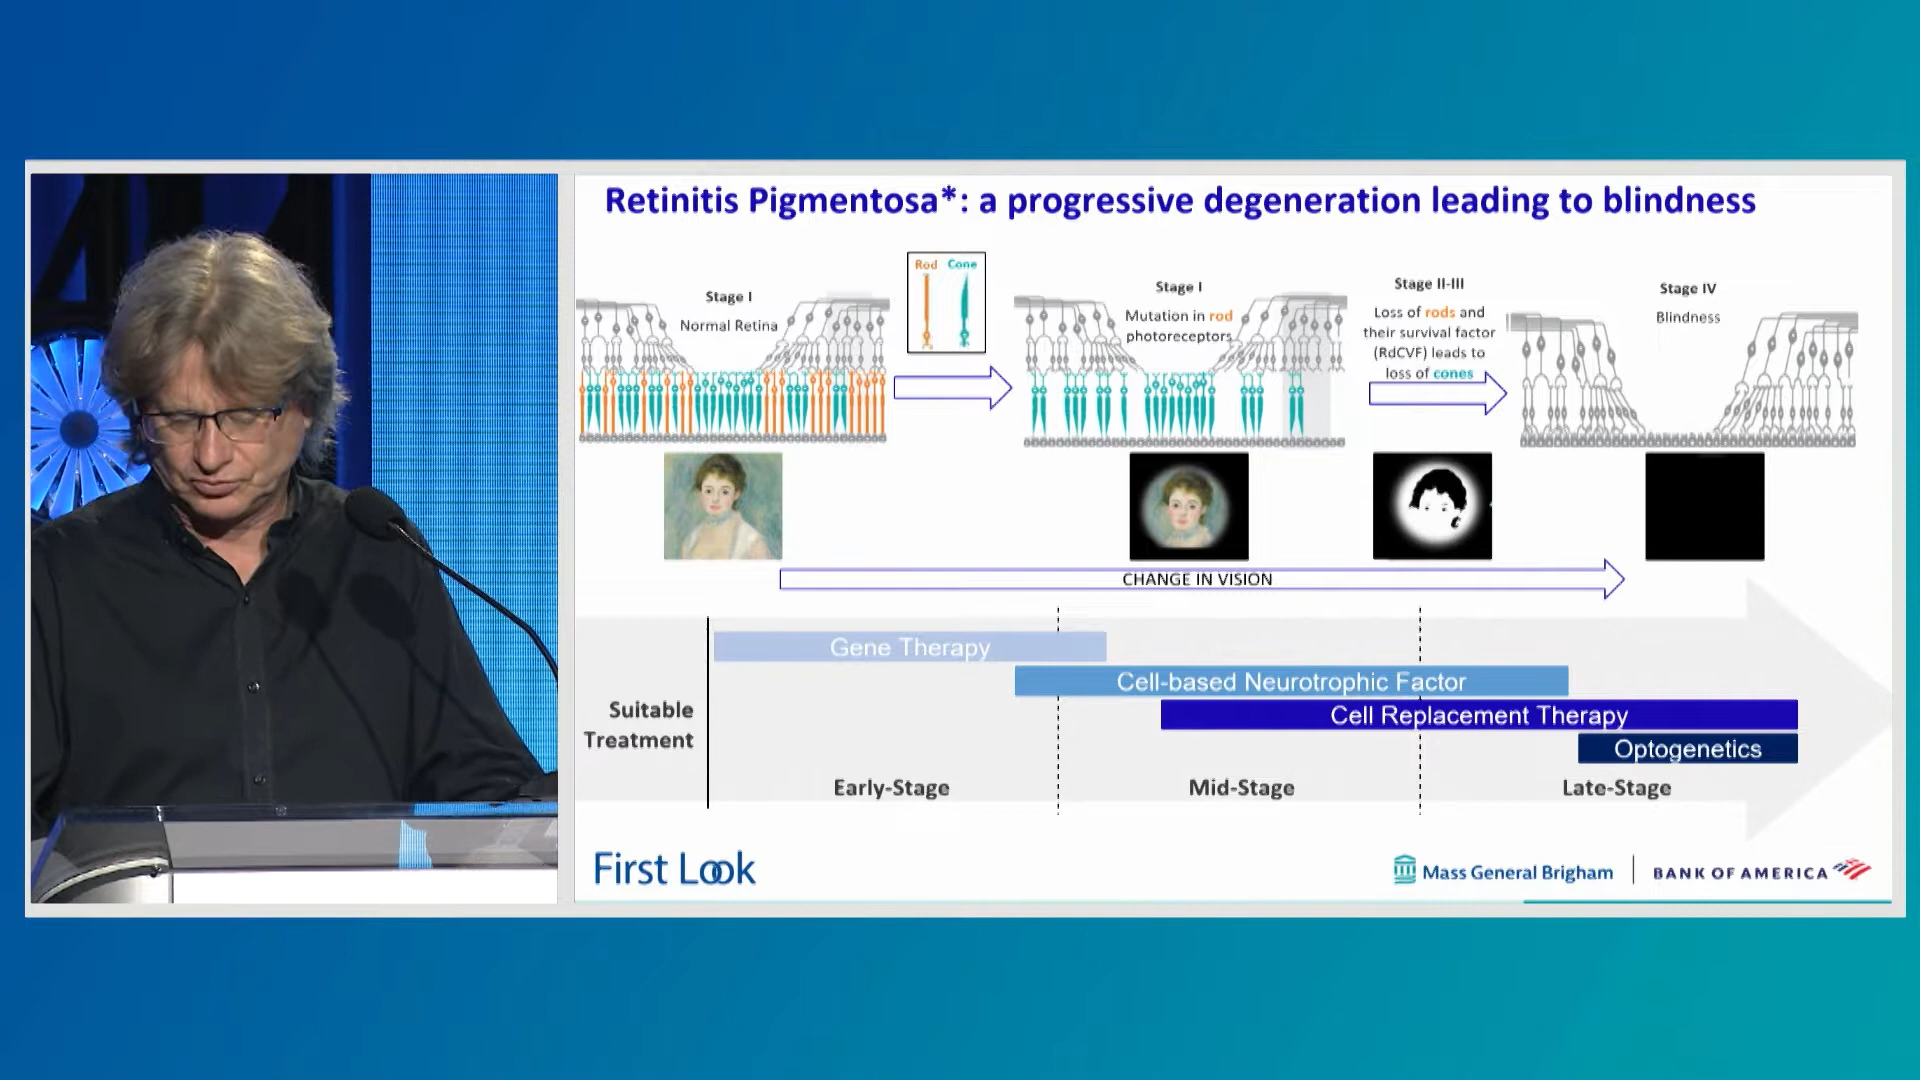 Retinitis Pigmentosa*: a progressive degeneration leading to blindness
Stage I
Normal Retina
Rod Cone
Stage I
Mutation in rod
photoreceptors
Stage II-III
Loss of rods and
their survival factor
(RdCVF) leads to
loss of cones
Stage IV
Blindness
CHANGE IN VISION
Suitable
Treatment
Gene Therapy
Cell-based Neurotrophic Factor
Cell Replacement Therapy
Optogenetics
Early-Stage
Mid-Stage
Late-Stage
First Look
Mass General Brigham
BANK OF AMERICA